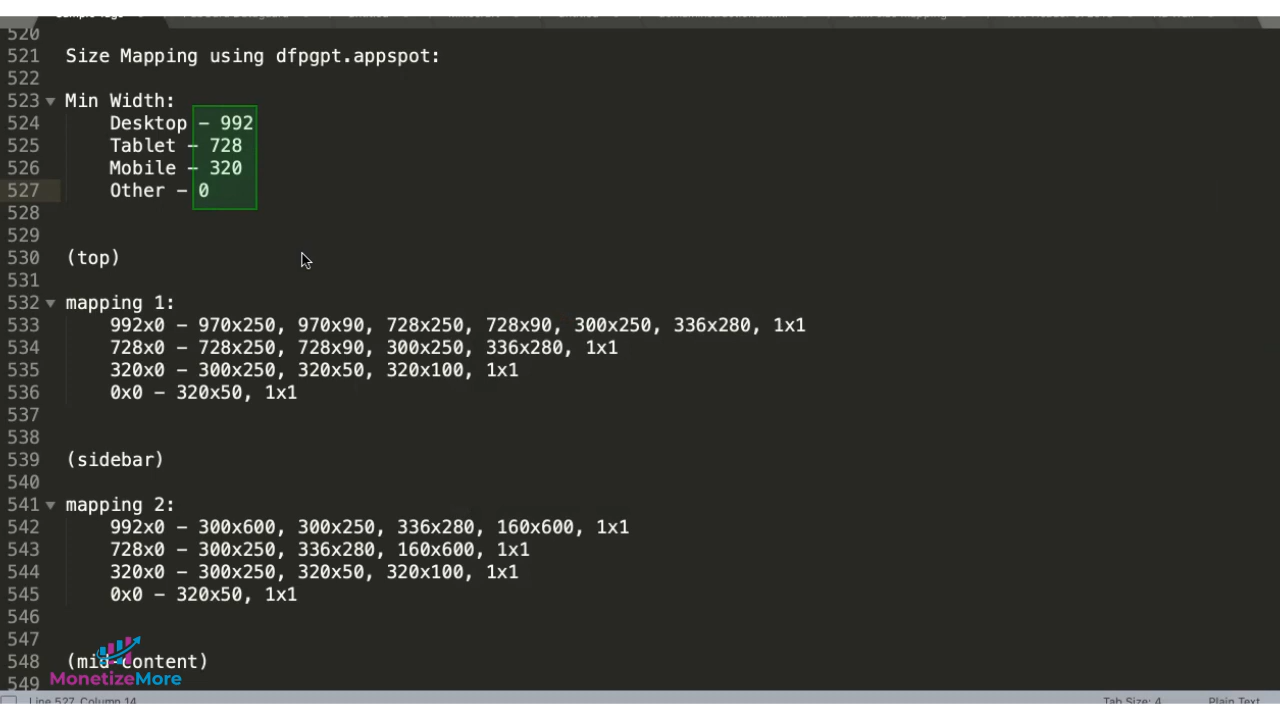 520
521 Size Mapping using dfpgpt.appspot:
522
523 Min Width:
524 Desktop – 992
525 Tablet – 728
526 Mobile – 320
527 Other – 0
528
529
530 (top)
531
532 mapping 1:
533 992x0 – 970x250, 970x90, 728x250, 728x90, 300x250, 336x280, 1x1
534 728x0 – 728x250, 728x90, 300x250, 336x280, 1x1
535 320x0 – 300x250, 320x50, 320x100, 1x1
536 0x0 – 320x50, 1x1
537
538
539 (sidebar)
540
541 mapping 2:
542 992x0 – 300x600, 300x250, 336x280, 160x600, 1x1
543 728x0 – 300x250, 336x280, 160x600, 1x1
544 320x0 – 300x250, 320x50, 320x100, 1x1
545 0x0 – 320x50, 1x1
546
547
548 (mid content)
MonetizeMore
549
Line 527, Column 14 Tab Size: 4 Plain Text